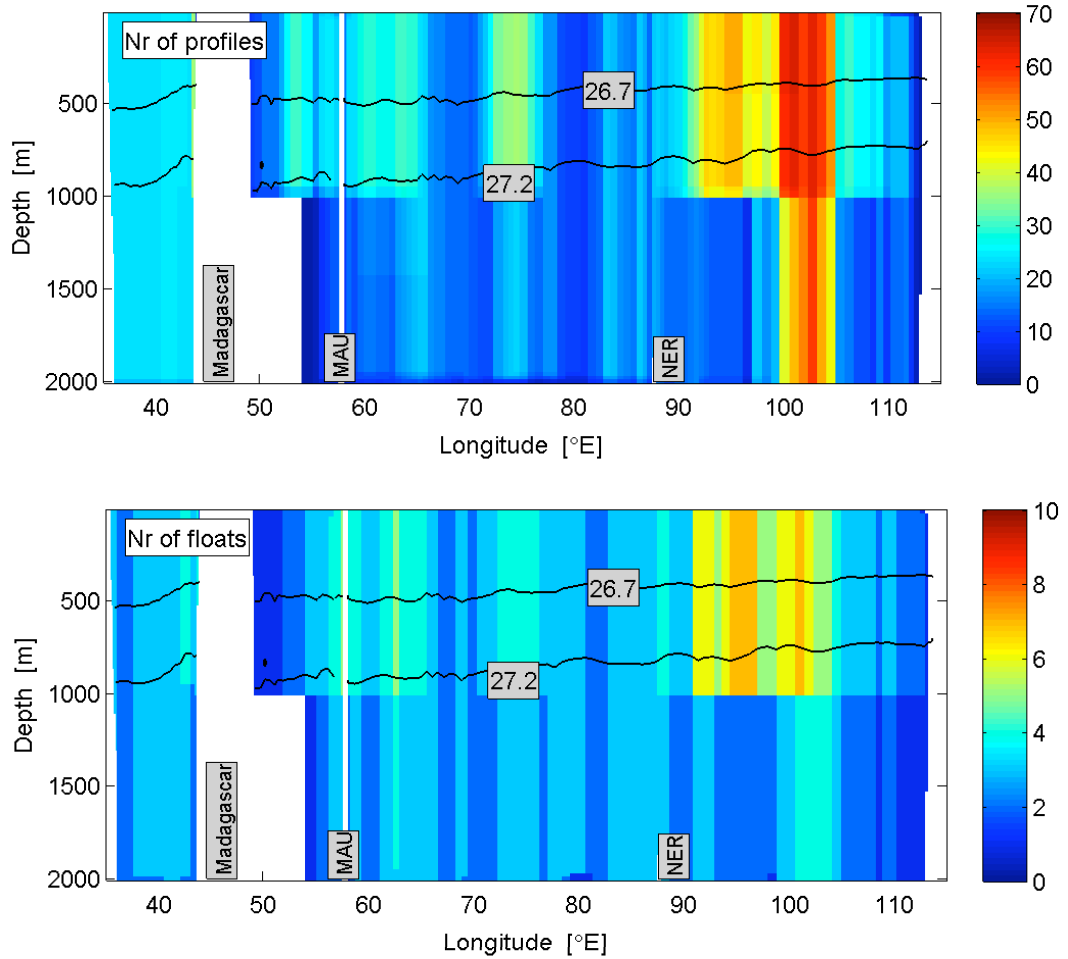 Nr of profiles
26.7
27.2
Madagascar
MAU
NER
500
1000
1500
2000
Depth [m]
40 50 60 70 80 90 100 110
Longitude [°E]
70
60
50
40
30
20
10
0
Nr of floats
26.7
27.2
Madagascar
MAU
NER
500
1000
1500
2000
Depth [m]
40 50 60 70 80 90 100 110
Longitude [°E]
10
8
6
4
2
0